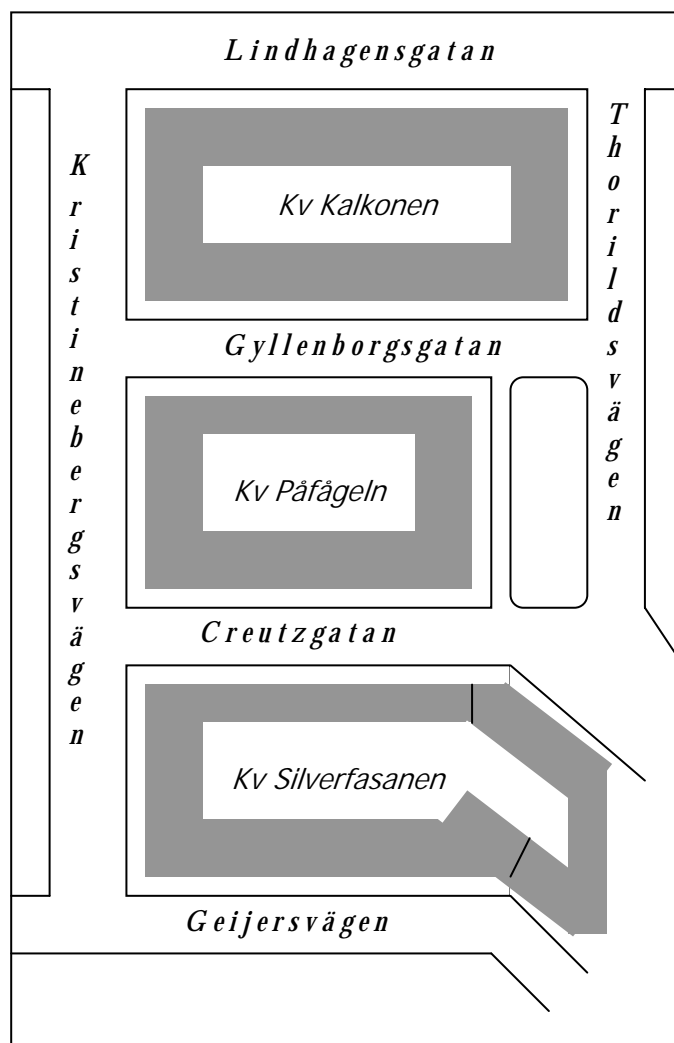 Lindhagensgatan
Kristinebergsvägen
Thorildsvägen
Kv Kalkonen
Gyllenborgsgatan
Kv Påfågeln
Creutzgatan
Kv Silverfasanen
Geijersvägen